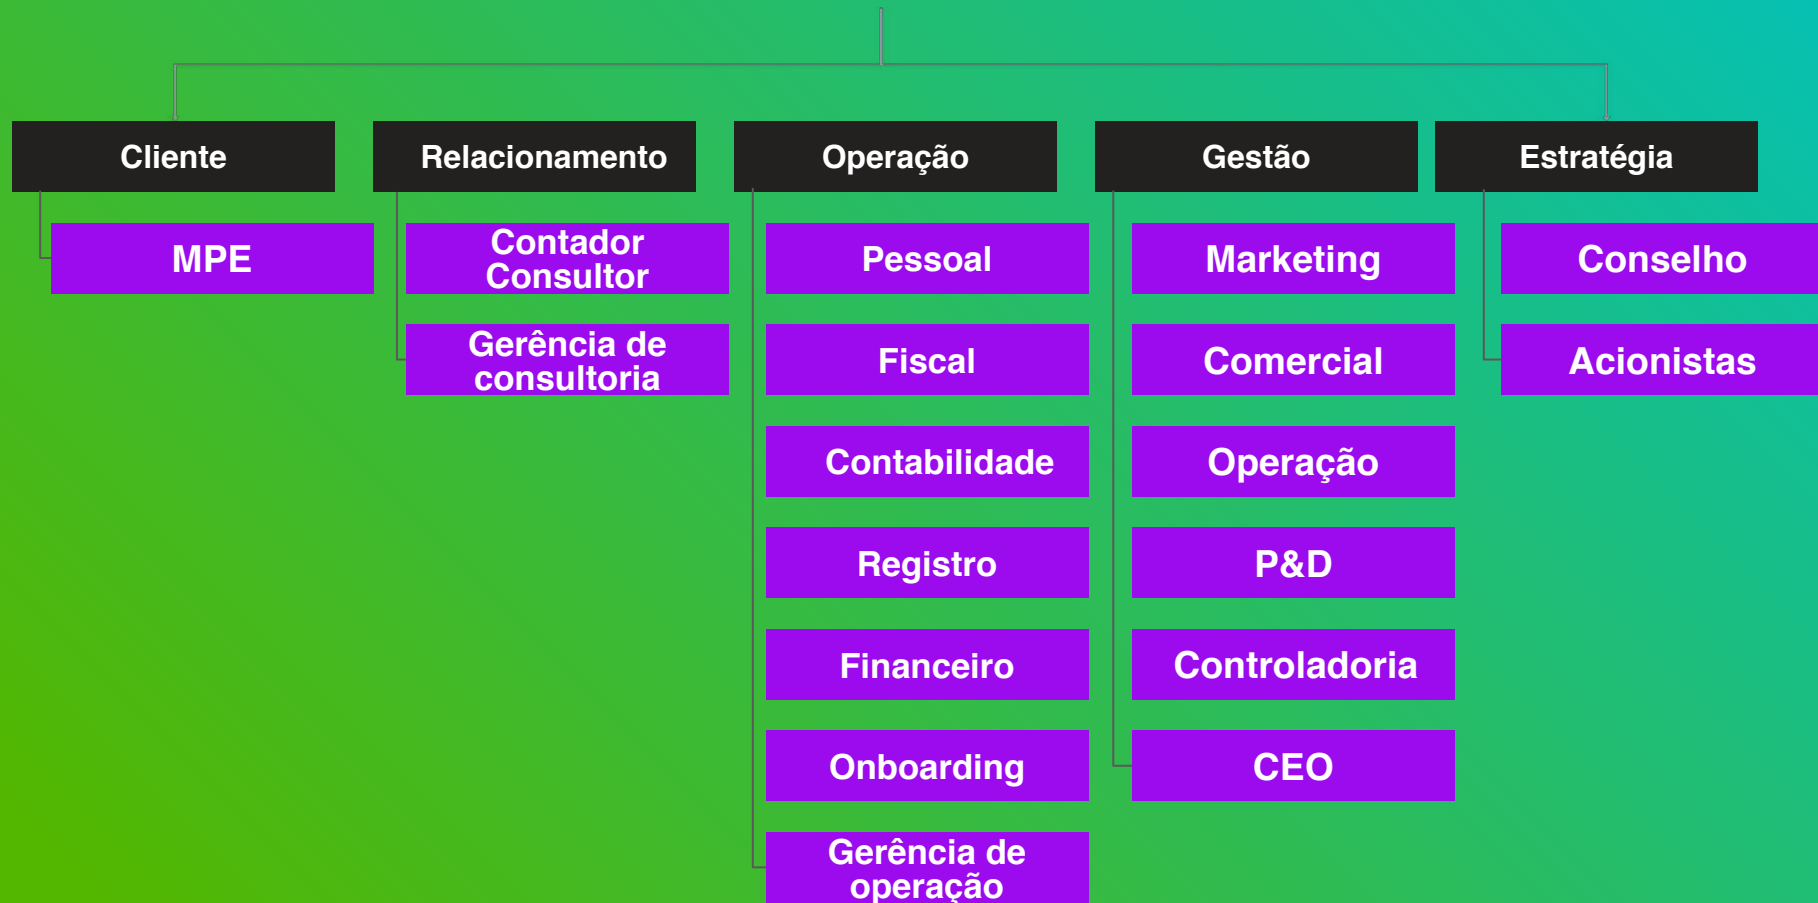 Cliente
Relacionamento
Operação
Gestão
Estratégia
MPE
Contador
Consultor
Gerência de
consultoria
Pessoal
Fiscal
Contabilidade
Registro
Financeiro
Onboarding
Gerência de
operação
Marketing
Comercial
Operação
P&D
Controladoria
CEO
Conselho
Acionistas